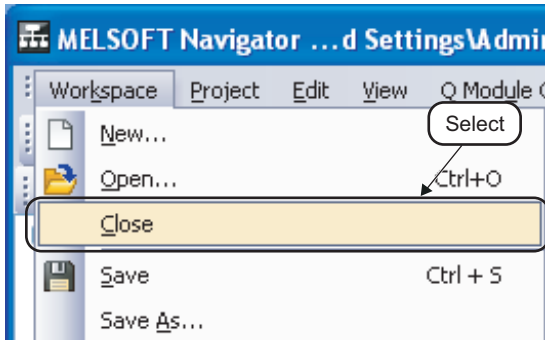 MELSOFT Navigator ...d Settings\Admi
Workspace Project Edit View Q Module
Select
New...
Open... Ctrl+O
Close
Save Ctrl + S
Save As...